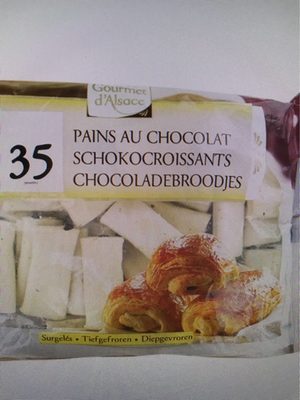 Gourmet
d'Alsace
35
PAINS AU CHOCOLAT
SCHOKOCROISSANTS
CHOCOLADEBROODJES
Surgelés • Tiefgefroren • Diepgevroren